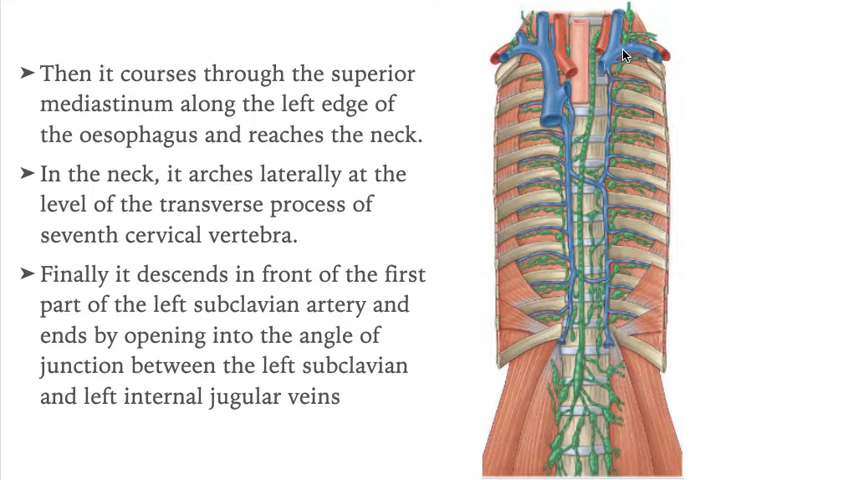 ➤ Then it courses through the superior
mediastinum along the left edge of
the oesophagus and reaches the neck.
➤ In the neck, it arches laterally at the
level of the transverse process of
seventh cervical vertebra.
➤ Finally it descends in front of the first
part of the left subclavian artery and
ends by opening into the angle of
junction between the left subclavian
and left internal jugular veins